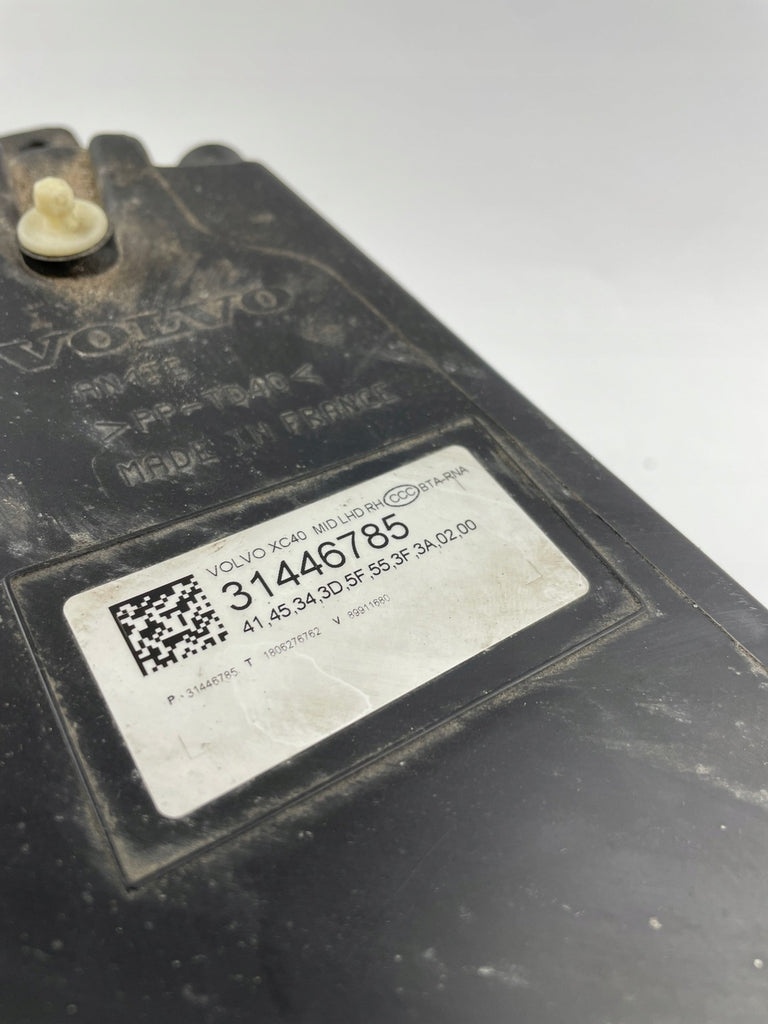 VOLVO
>PP-TD40<
MADE IN FRANCE
VOLVO XC40 MID LHD RH CCC BTA-RNA
31446785
41,45,34,3D,5F,55,3F,3A,02,00
P-31446785 T 1806276762 V 89911680